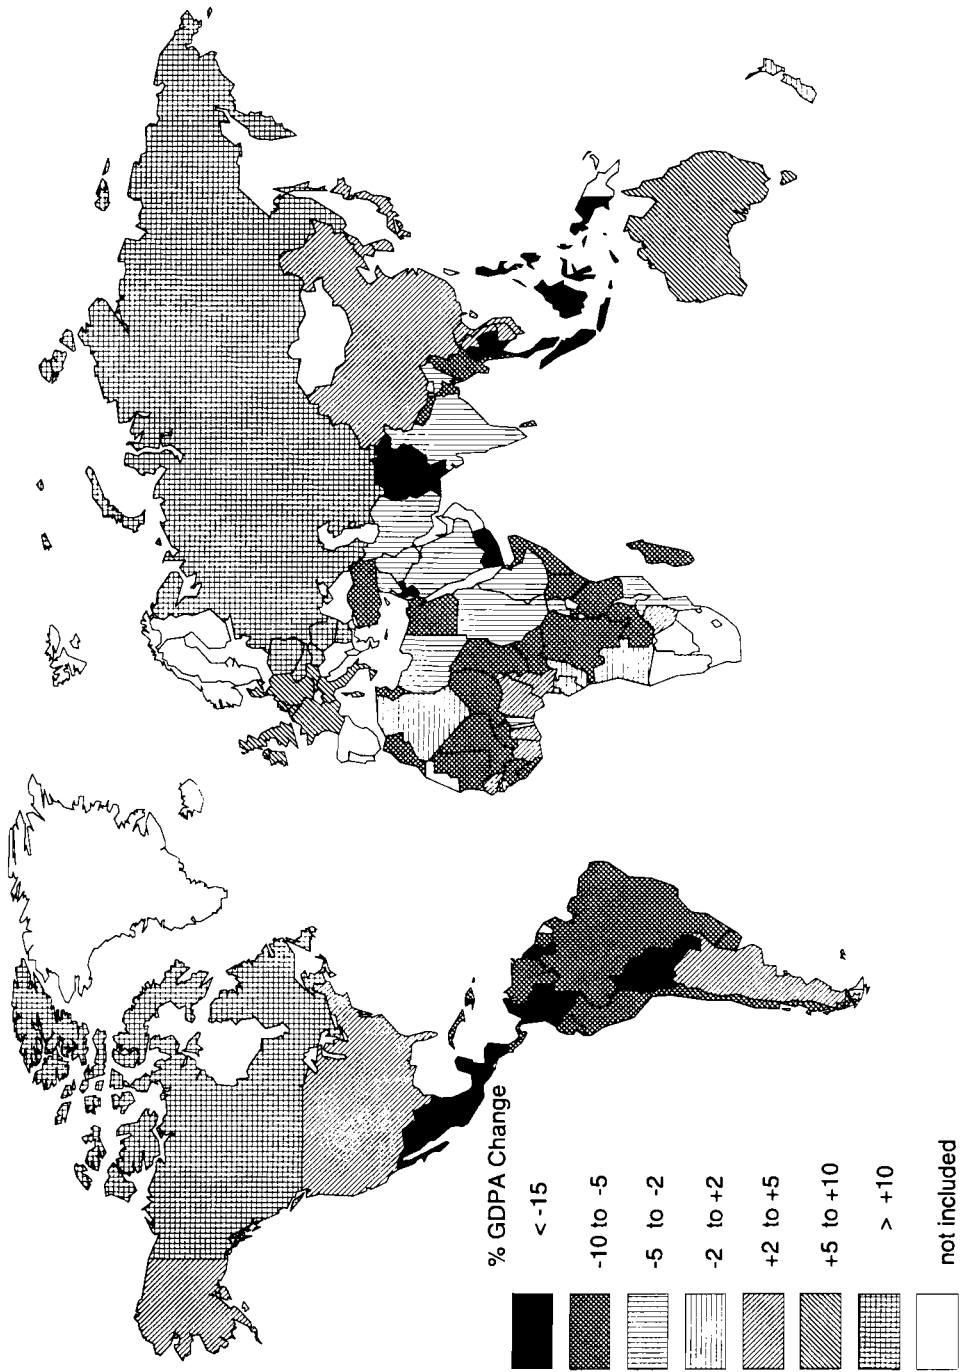 % GDPA Change
< -15
-10 to -5
-5 to -2
-2 to +2
+2 to +5
+5 to +10
> +10
not included